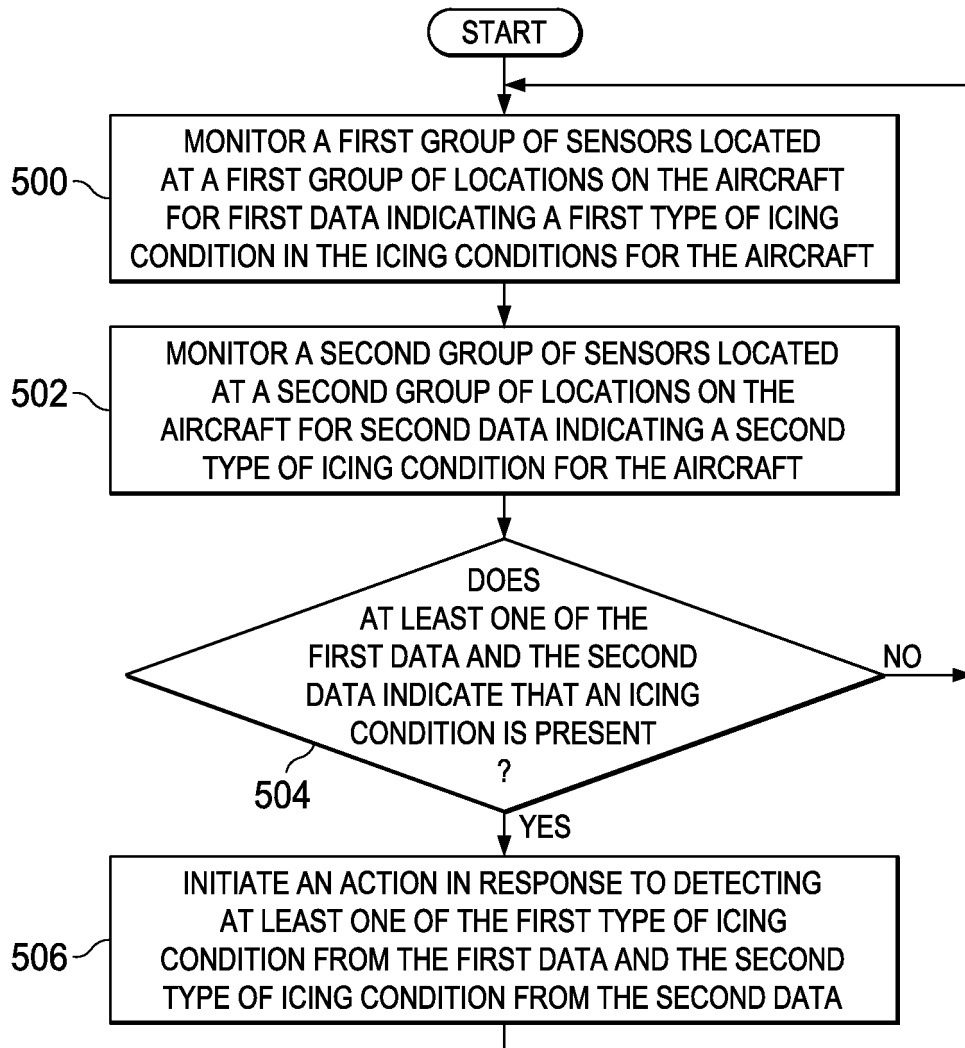 START
MONITOR A FIRST GROUP OF SENSORS LOCATED
AT A FIRST GROUP OF LOCATIONS ON THE AIRCRAFT
FOR FIRST DATA INDICATING A FIRST TYPE OF ICING
CONDITION IN THE ICING CONDITIONS FOR THE AIRCRAFT
500
MONITOR A SECOND GROUP OF SENSORS LOCATED
AT A SECOND GROUP OF LOCATIONS ON THE
AIRCRAFT FOR SECOND DATA INDICATING A SECOND
TYPE OF ICING CONDITION FOR THE AIRCRAFT
502
DOES
AT LEAST ONE OF THE
FIRST DATA AND THE SECOND
DATA INDICATE THAT AN ICING
CONDITION IS PRESENT
?
504
NO
YES
INITIATE AN ACTION IN RESPONSE TO DETECTING
AT LEAST ONE OF THE FIRST TYPE OF ICING
CONDITION FROM THE FIRST DATA AND THE SECOND
TYPE OF ICING CONDITION FROM THE SECOND DATA
506